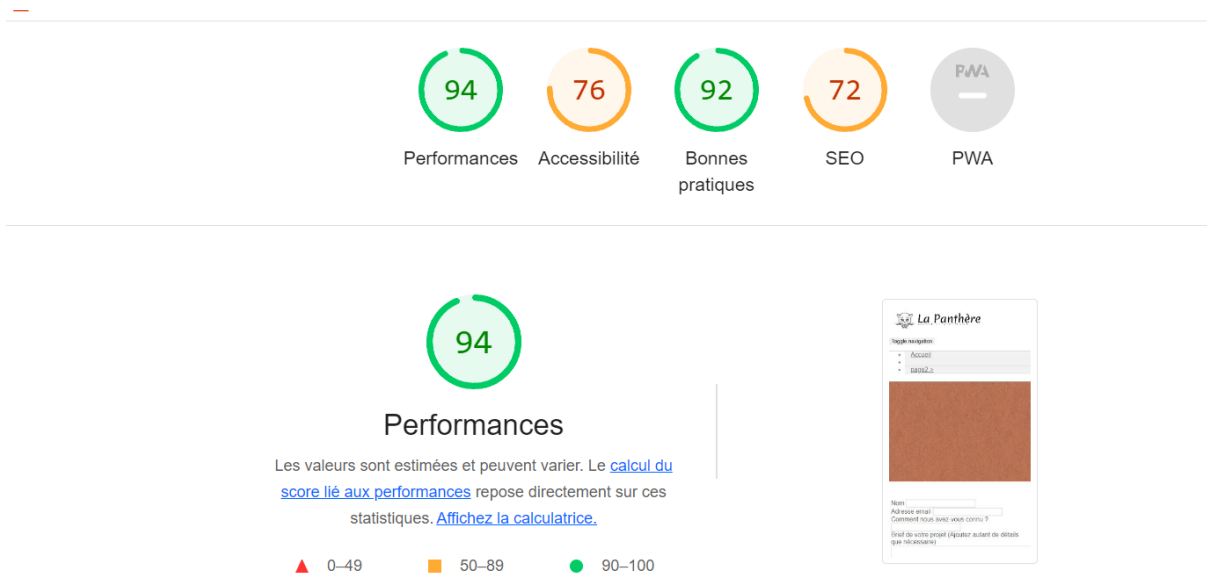 94
76
92
72
PWA
Performances
Accessibilité
Bonnes
pratiques
SEO
PWA
94
Performances
Les valeurs sont estimées et peuvent varier. Le calcul du
score lié aux performances repose directement sur ces
statistiques. Affichez la calculatrice.
0–49
50–89
90–100
La Panthère
Toggle navigation
Accueil
page2 >
Nom
Adresse email
Comment nous avez vous connu ?
Brief de votre projet (Ajoutez autant de détails
que nécessaire)